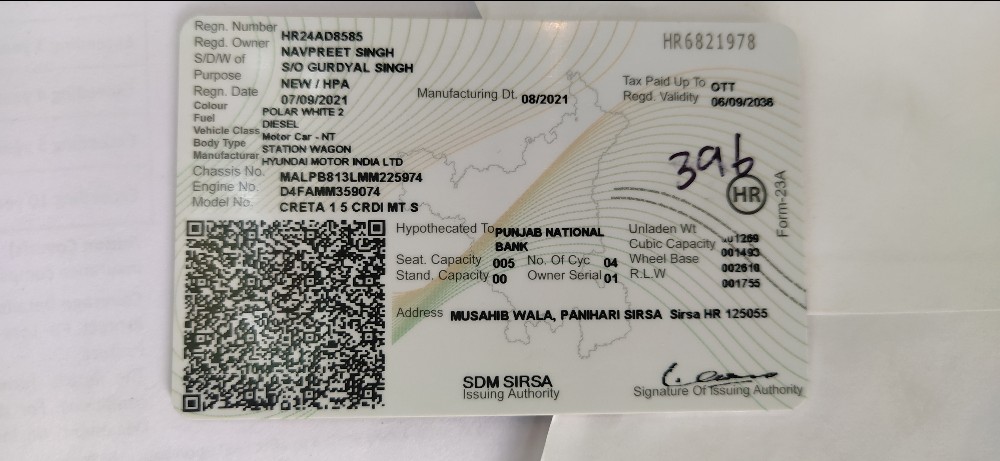 Regn. Number HR24AD8585
HR6821978
Regd. Owner NAVPREET SINGH
S/D/W of S/O GURDYAL SINGH
Purpose NEW / HPA
Regn. Date 07/09/2021
Manufacturing Dt. 08/2021
Tax Paid Up To OTT
Regd. Validity 06/09/2036
Colour POLAR WHITE 2
Fuel DIESEL
Vehicle Class Motor Car - NT
Body Type STATION WAGON
Manufacturar HYUNDAI MOTOR INDIA LTD
Chassis No. MALPB813LMM225974
Engine No. D4FAMM359074
Model No. CRETA 1 5 CRDI MT S
396
HR
Form-23A
Hypothecated To PUNJAB NATIONAL
BANK
Seat. Capacity 005 No. Of Cyc 04
Stand. Capacity 00 Owner Serial 01
Unladen Wt 001269
Cubic Capacity 001493
Wheel Base 002610
R.L.W 001755
Address MUSAHIB WALA, PANIHARI SIRSA Sirsa HR 125055
SDM SIRSA
Issuing Authority
Signature Of Issuing Authority